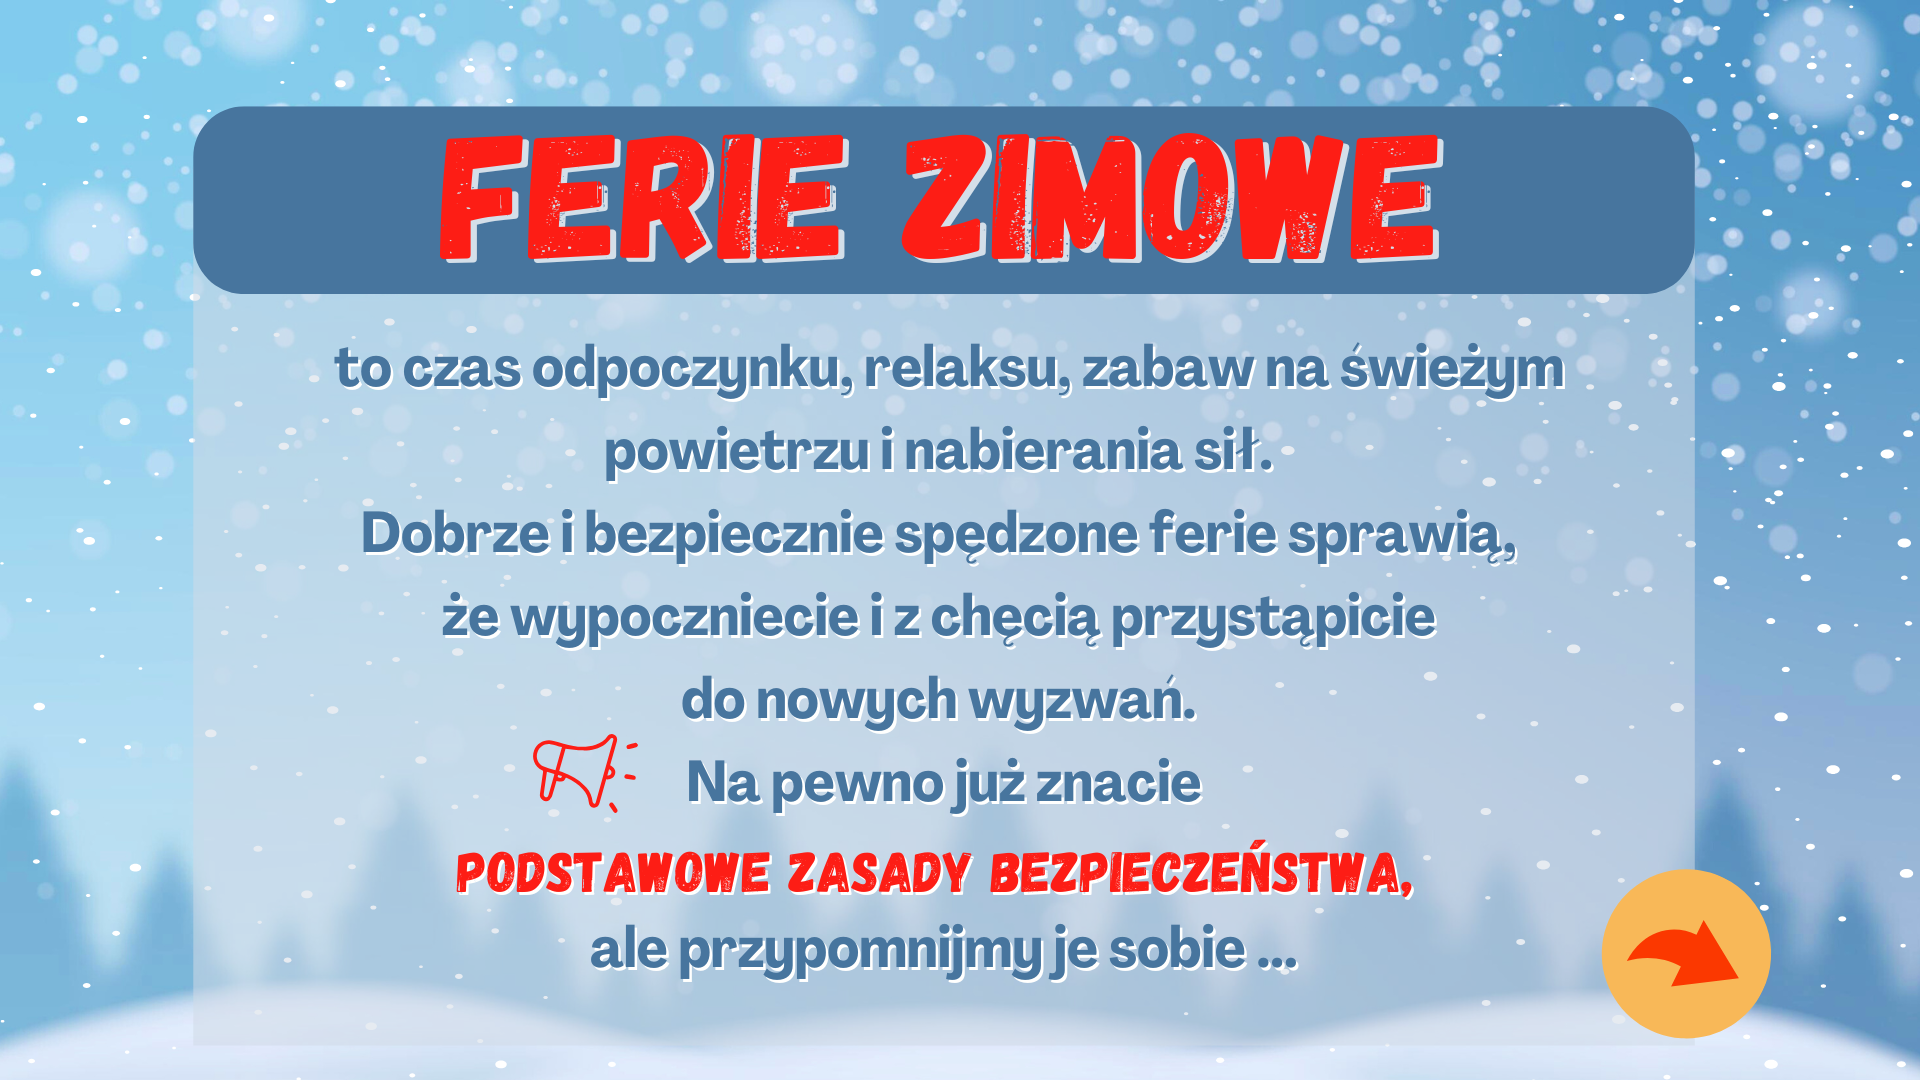 FERIE ZIMOWE
to czas odpoczynku, relaksu, zabaw na świeżym
powietrzu i nabierania sił.
Dobrze i bezpiecznie spędzone ferie sprawią,
że wypoczniecie i z chęcią przystąpicie
do nowych wyzwań.
Na pewno już znacie
PODSTAWOWE ZASADY BEZPIECZEŃSTWA,
ale przypomnijmy je sobie ...